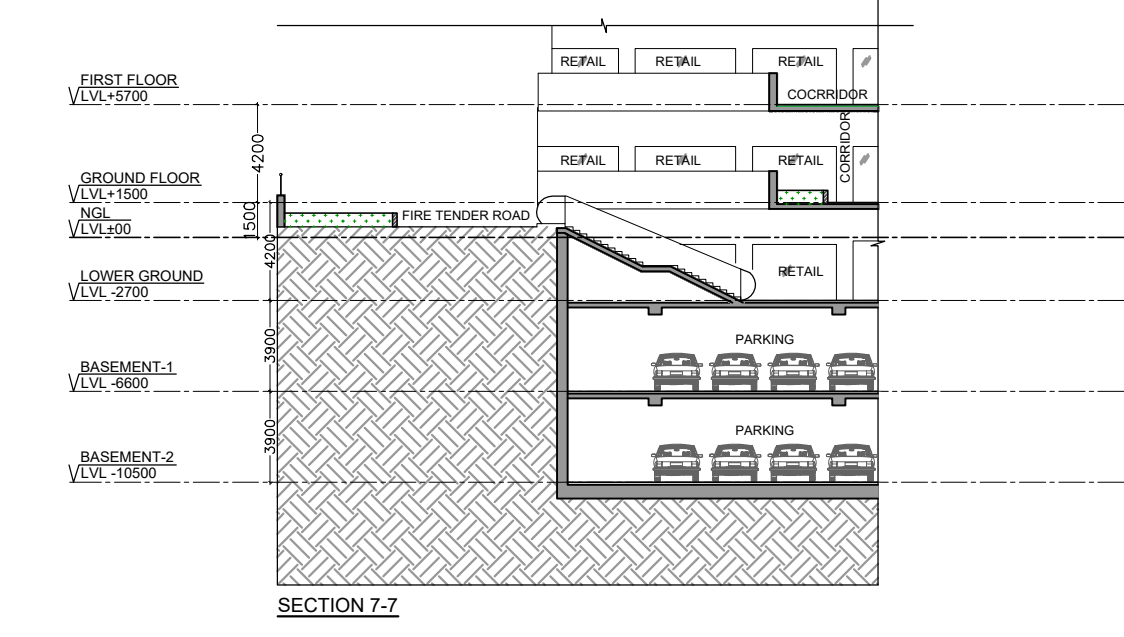 RETAIL RETAIL RETAIL
FIRST FLOOR
LVL+5700
COCRRIDOR
4200
CORRIDOR
RETAIL RETAIL RETAIL
GROUND FLOOR
LVL+1500
NGL
LVL±00
1500
FIRE TENDER ROAD
4200
LOWER GROUND
LVL -2700
RETAIL
3900
PARKING
BASEMENT-1
LVL -6600
3900
PARKING
BASEMENT-2
LVL -10500
SECTION 7-7